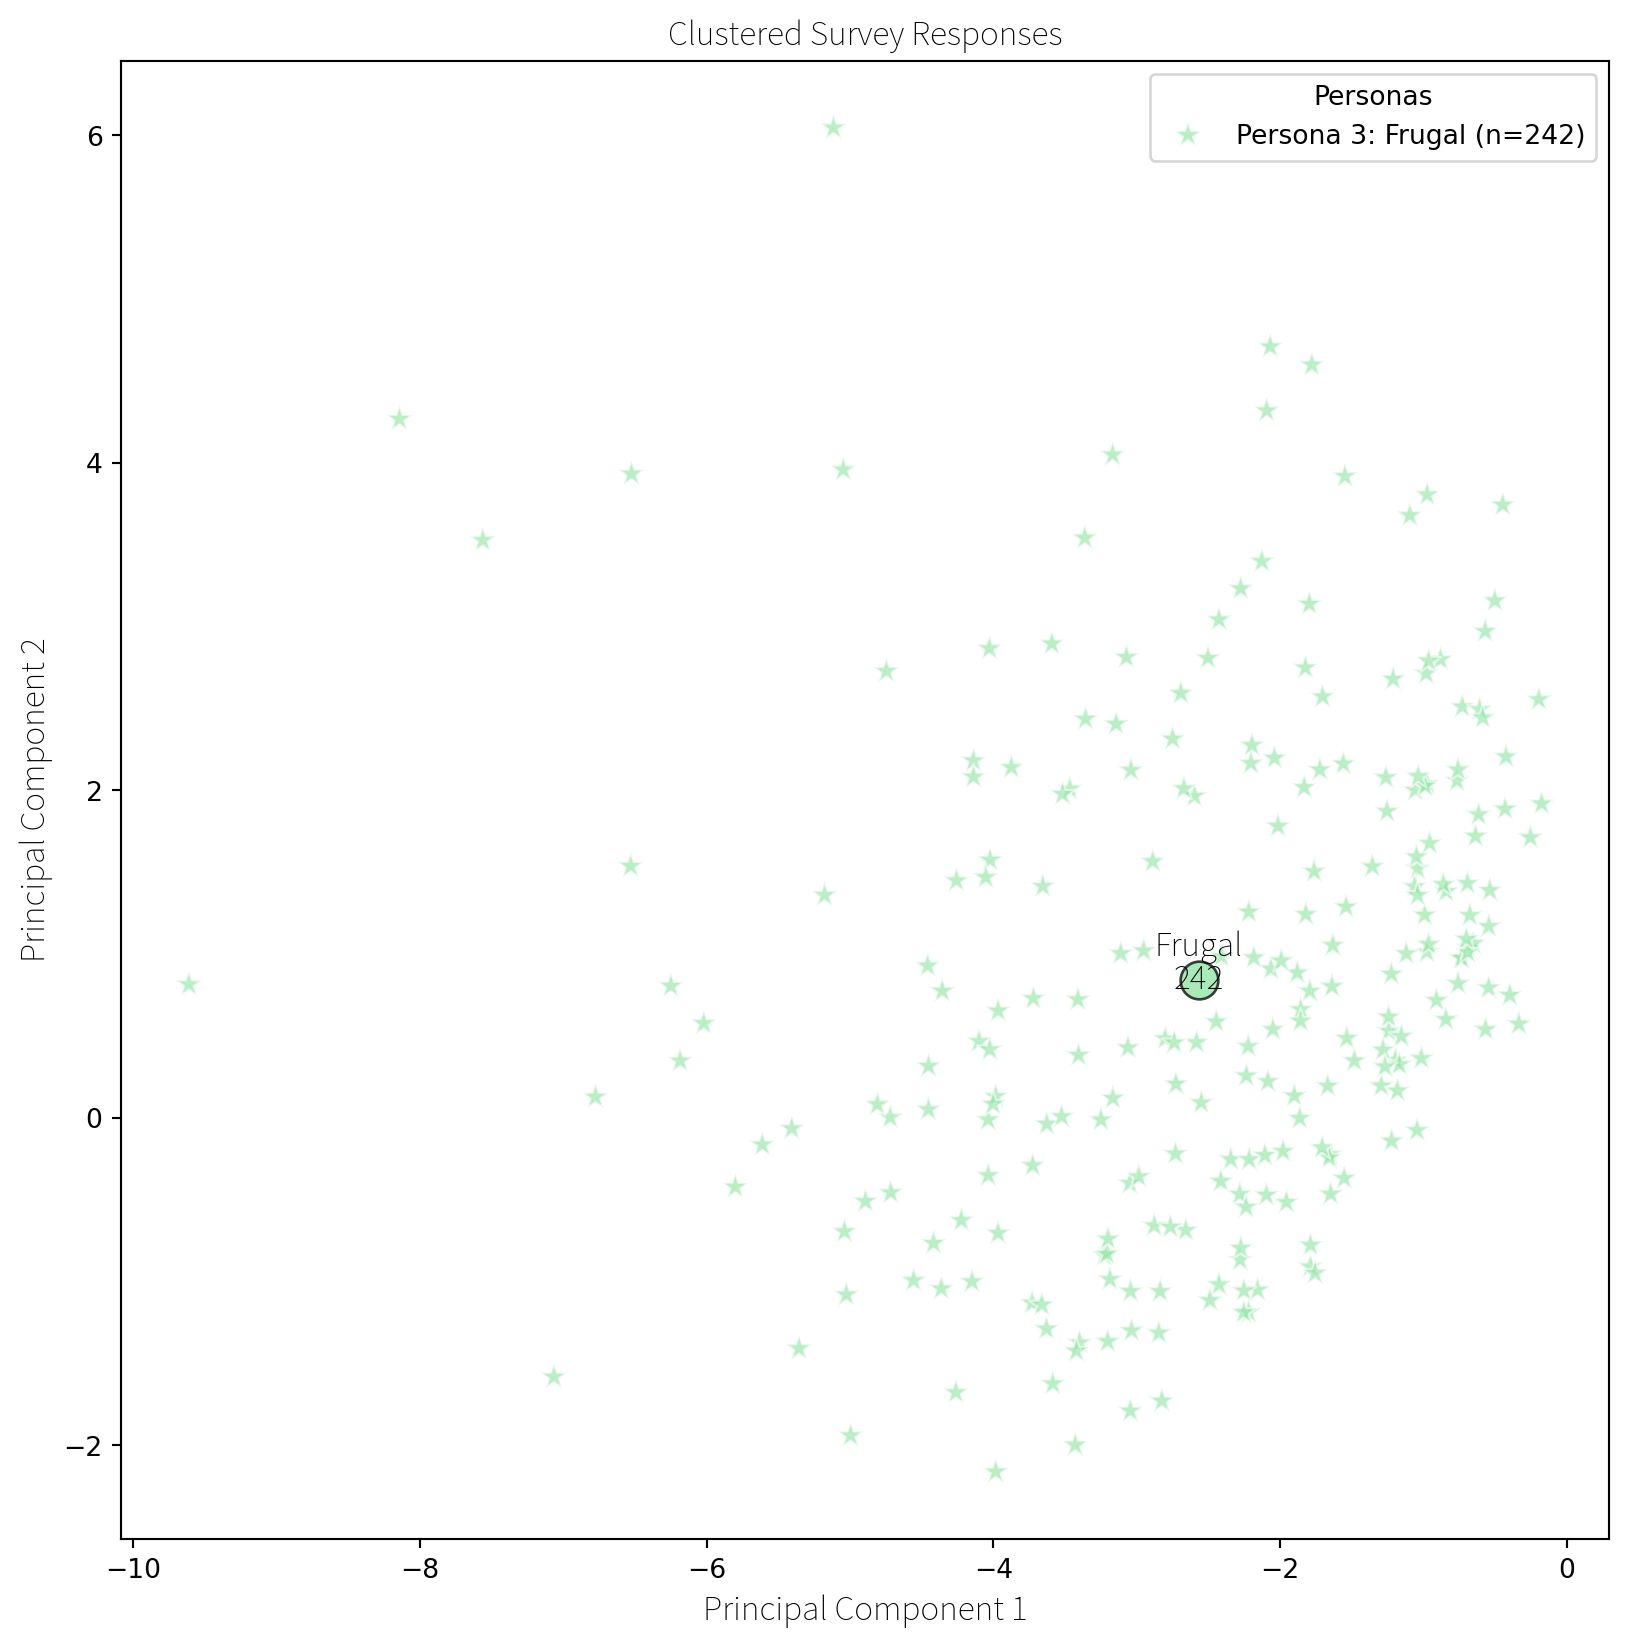 Clustered Survey Responses
Personas
Persona 3: Frugal (n=242)
6
4
2
0
−2
Principal Component 2
Frugal
242
−10
−8
−6
−4
−2
0
Principal Component 1